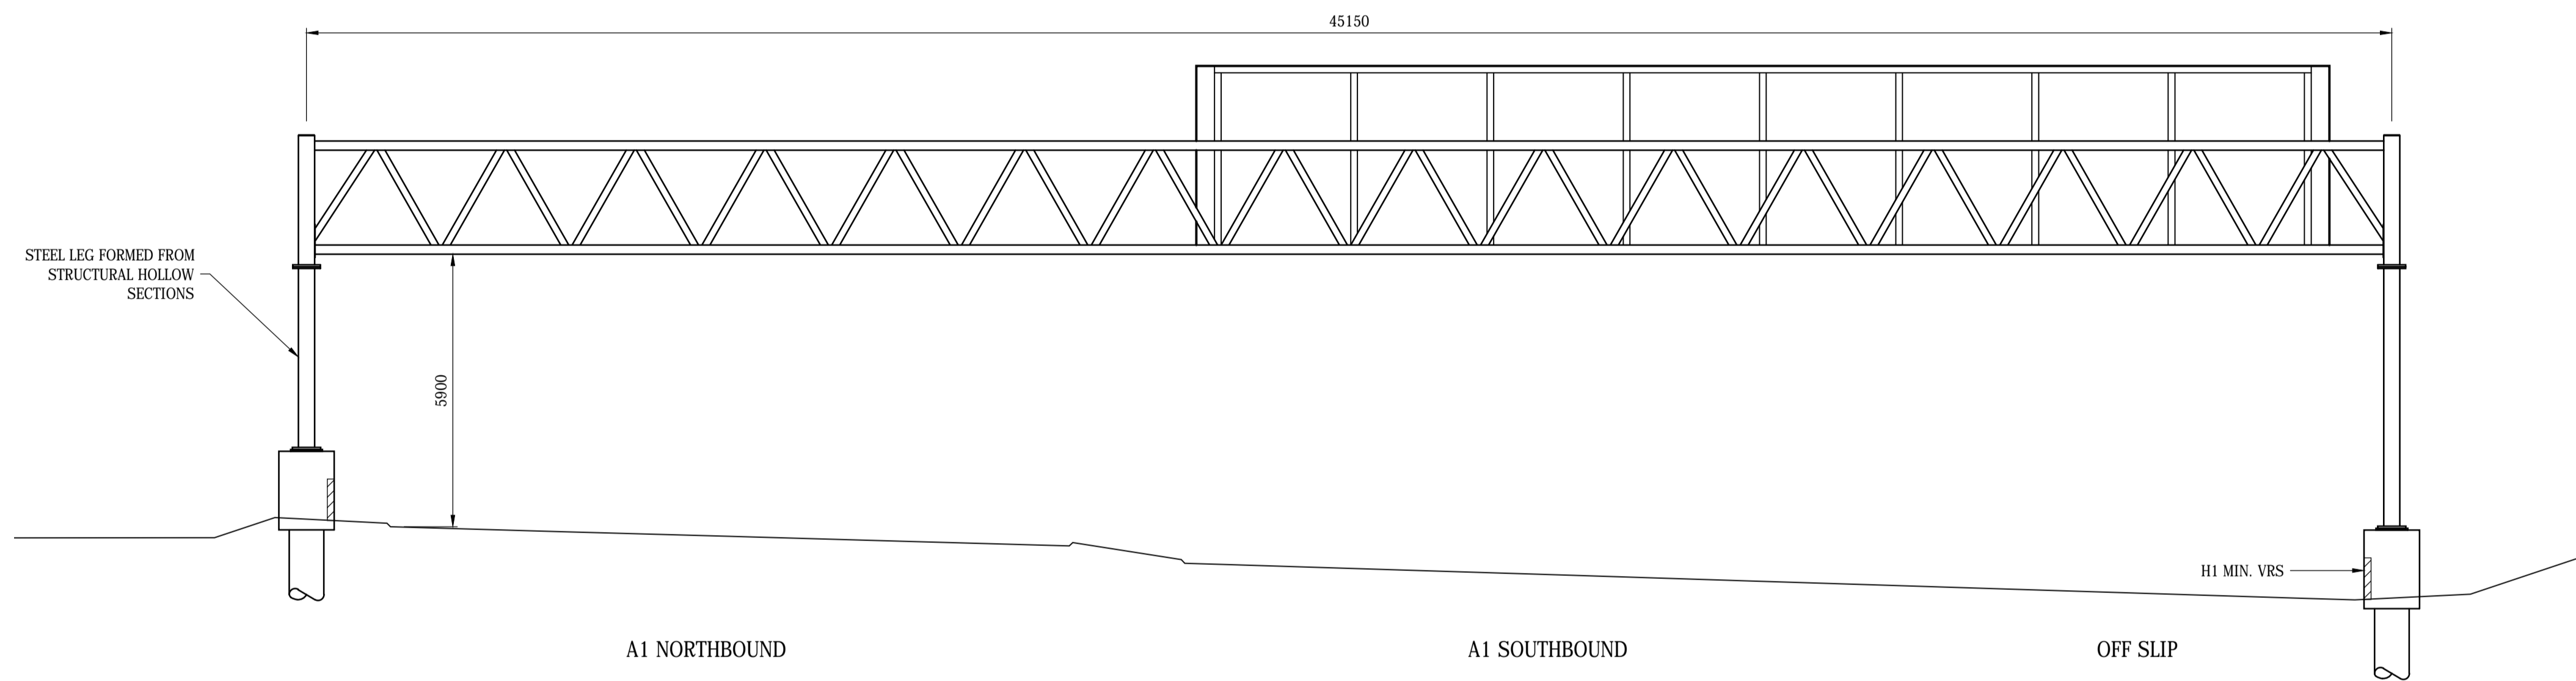 45150
STEEL LEG FORMED FROM
STRUCTURAL HOLLOW
SECTIONS
5900
H1 MIN. VRS
A1 NORTHBOUND
A1 SOUTHBOUND
OFF SLIP